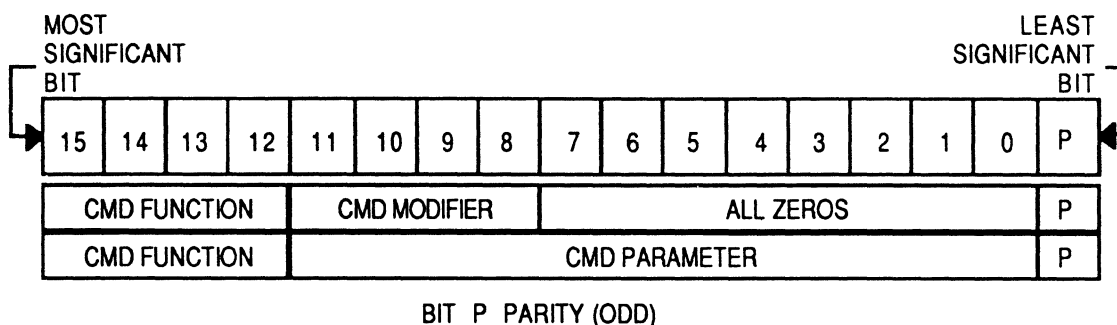 MOST
SIGNIFICANT
BIT
LEAST
SIGNIFICANT
BIT
15 14 13 12 11 10 9 8 7 6 5 4 3 2 1 0 P
CMD FUNCTION CMD MODIFIER ALL ZEROS P
CMD FUNCTION CMD PARAMETER P
BIT P PARITY (ODD)